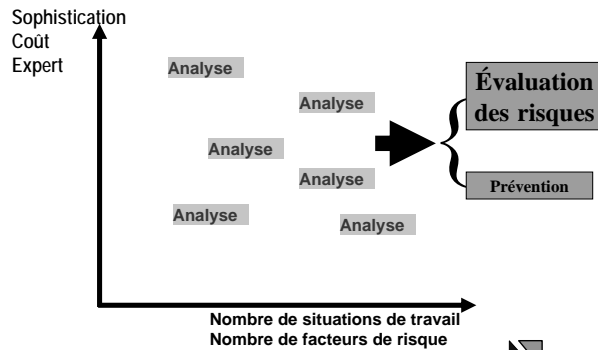 Sophistication
Coût
Expert
Analyse
Analyse
Analyse
Analyse
Analyse
Analyse
Évaluation
des risques
Prévention
Nombre de situations de travail
Nombre de facteurs de risque